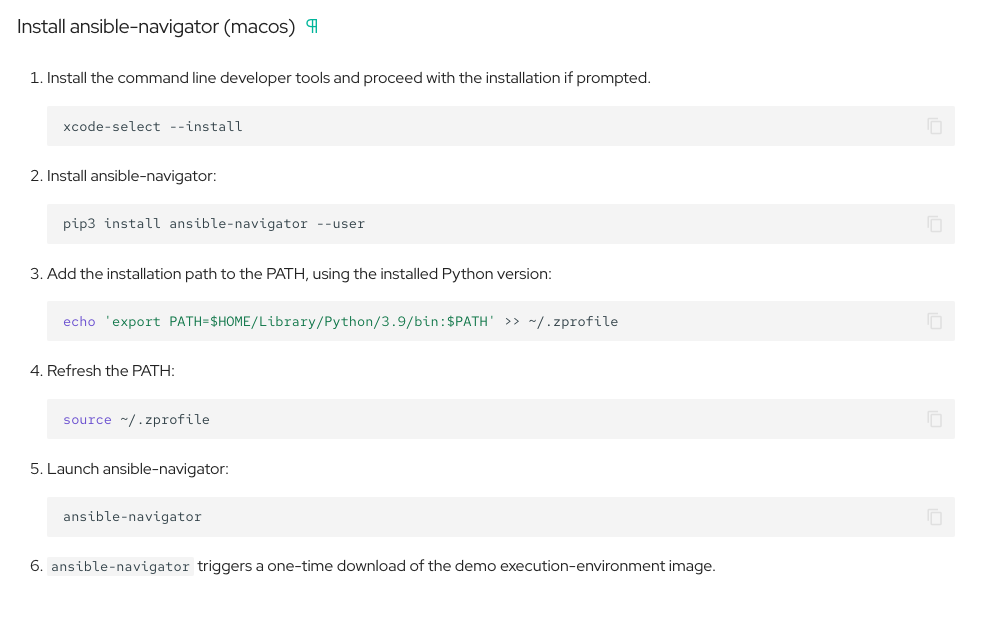 Install ansible-navigator (macos) ¶
1. Install the command line developer tools and proceed with the installation if prompted.
xcode-select --install
2. Install ansible-navigator:
pip3 install ansible-navigator --user
3. Add the installation path to the PATH, using the installed Python version:
echo 'export PATH=$HOME/Library/Python/3.9/bin:$PATH' >> ~/.zprofile
4. Refresh the PATH:
source ~/.zprofile
5. Launch ansible-navigator:
ansible-navigator
6. ansible-navigator triggers a one-time download of the demo execution-environment image.